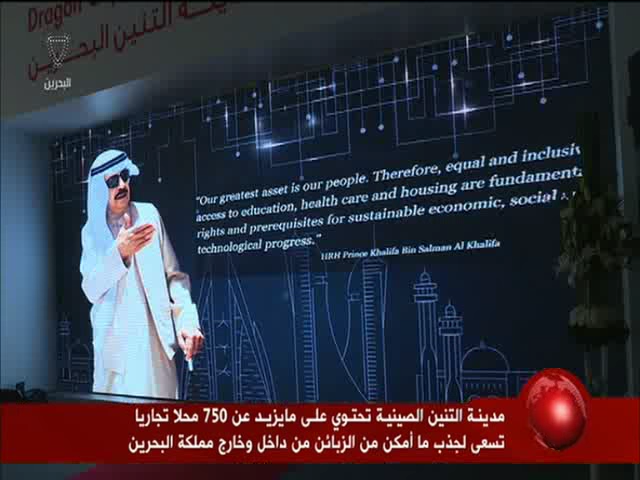 Dragon
مدينة التنين البحرين
البحرين
"Our greatest asset is our people. Therefore, equal and inclusiv
access to education, health care and housing are fundament
rights and prerequisites for sustainable economic, social
technological progress."
HRH Prince Khalifa Bin Salman Al Khalifa
مدينة التنين الصينية تحتوي على مايزيد عن 750 محلا تجاريا
تسعى لجذب ما أمكن من الزبائن من داخل وخارج مملكة البحرين